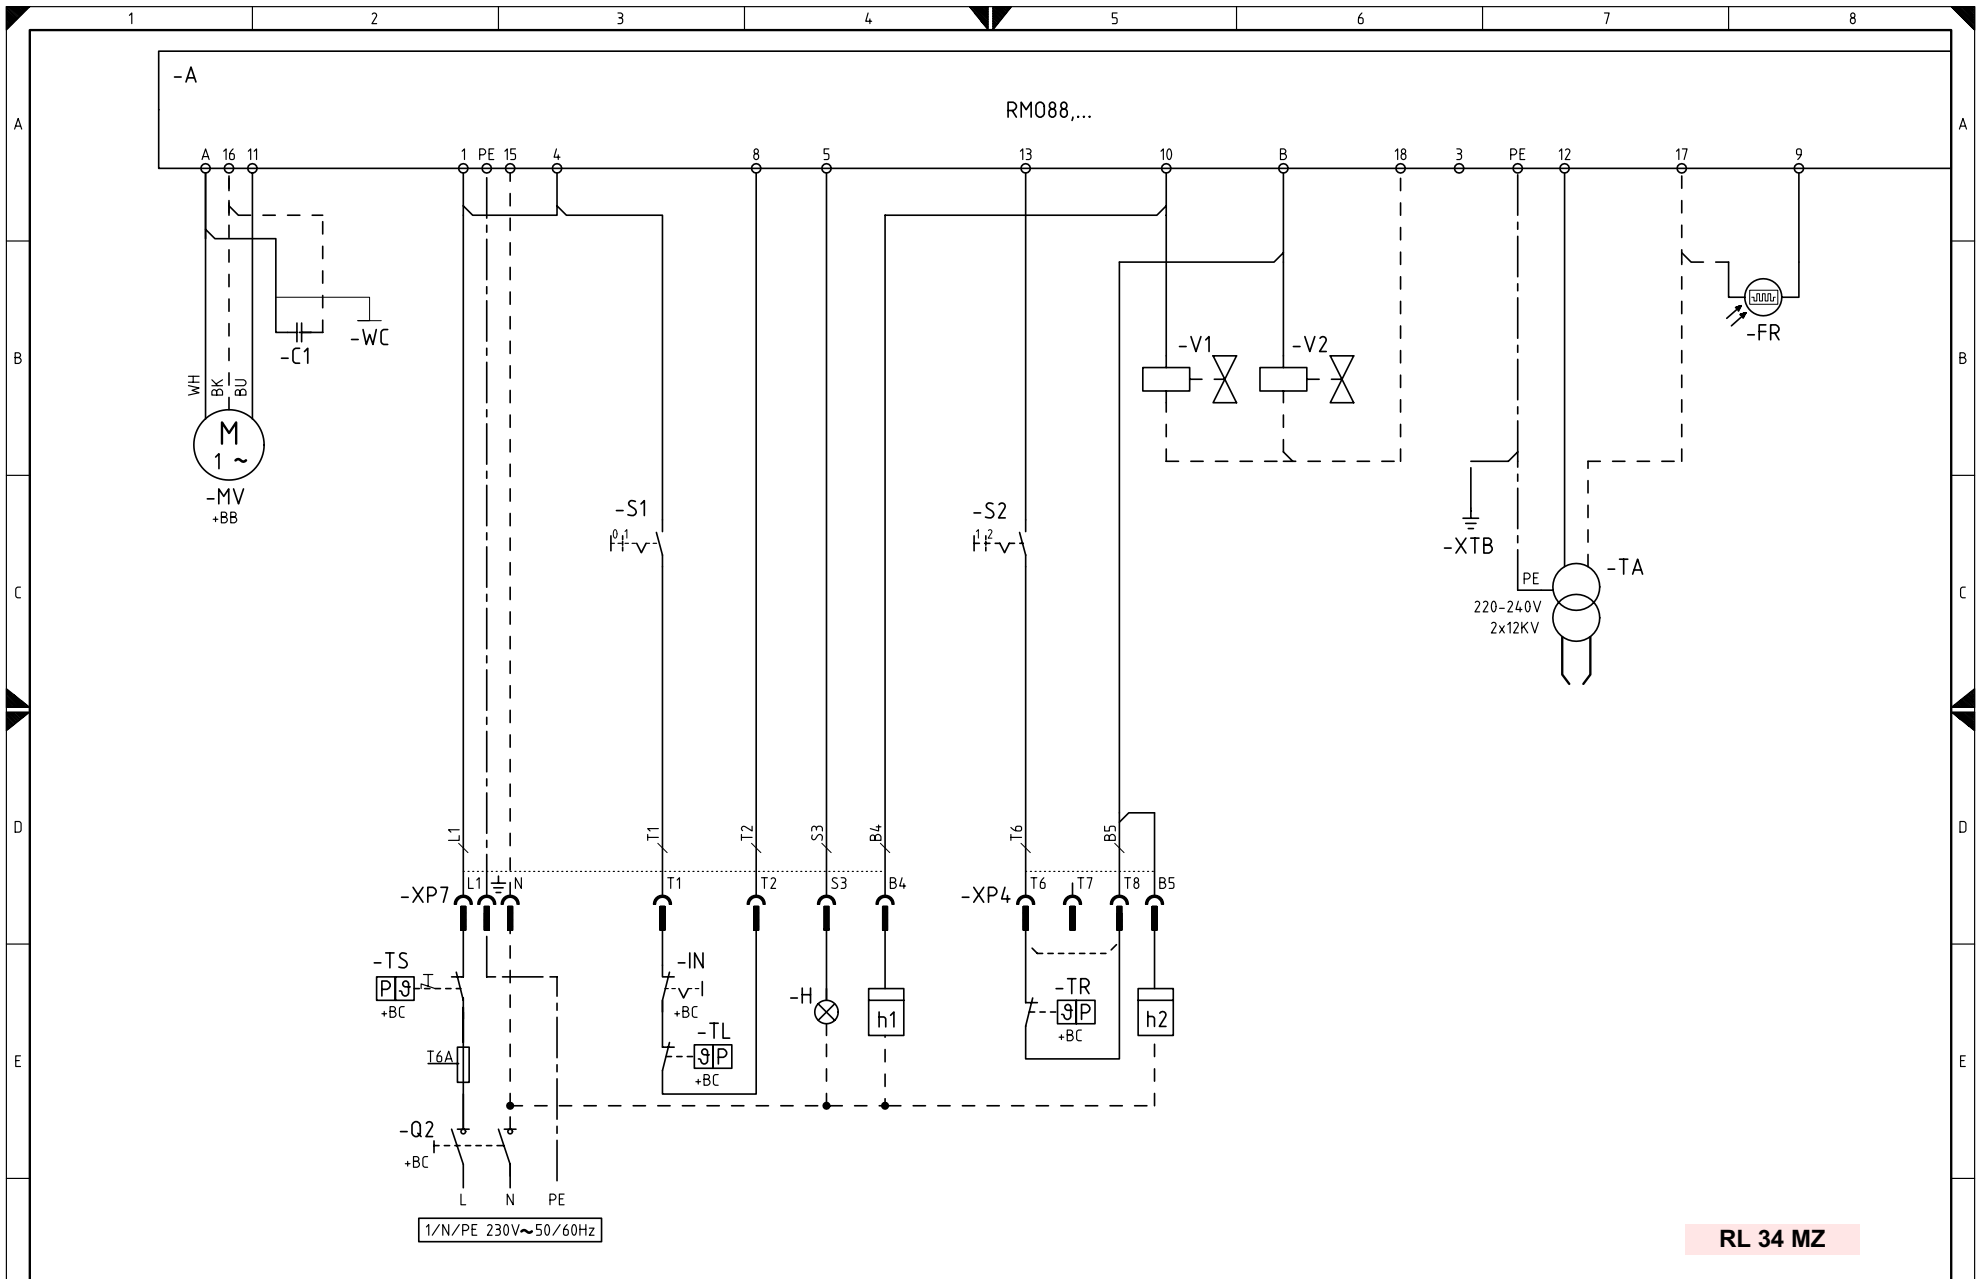 1 2 3 4 5 6 7 8
-A
RMO88,...
A A
A 16 11 1 PE 15 4 8 5 13 10 B 18 3 PE 12 17 9
-WC
-C1
-V1
-V2
-FR
B B
WH BK BU
M
1 ~
-MV
+BB
-S1
0 1
-S2
1 2
-XTB
-TA
PE
220-240V
2x12KV
C C
D D
L1 T1 T2 S3 B4 T6 B5
-XP7 L1 N T1 T2 S3 B4 -XP4 T6 T7 T8 B5
-TS
P ϑ
+BC
-IN
+BC
-TL
ϑ P
+BC
-H
h1
-TR
ϑ P
+BC
h2
T6A
E E
-Q2
+BC
L N PE
1/N/PE 230V~50/60Hz
RL 34 MZ